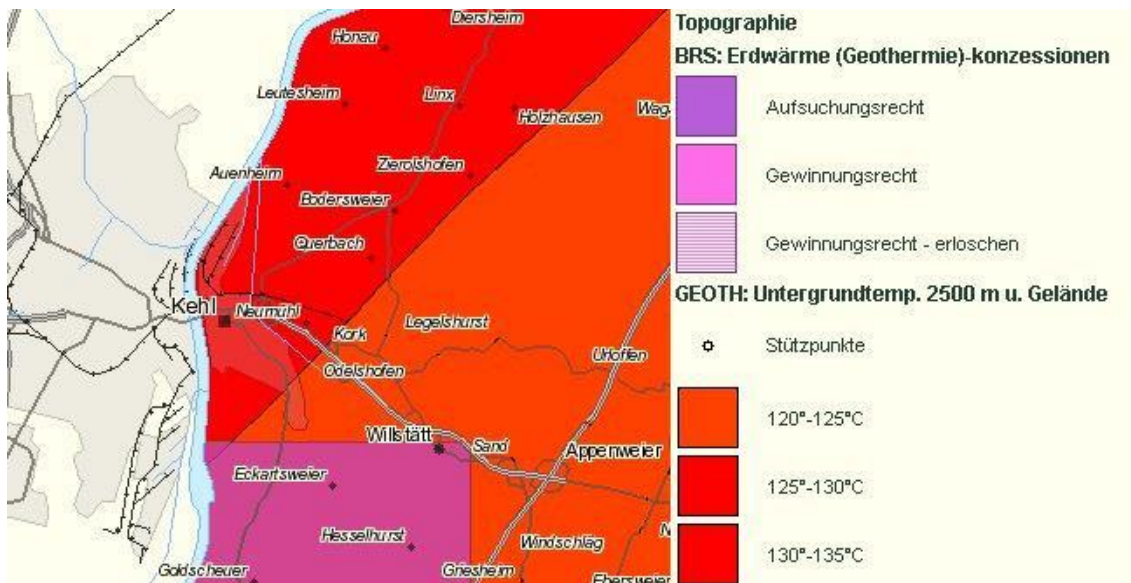 Diersheim
Honau
Leutesheim
Linx
Holzhausen
Auenheim
Zierolshofen
Bodersweier
Querbach
Kehl
Neumühl
Kork
Legelshurst
Urloffen
Odelshofen
Willstätt
Sand
Appenweier
Eckartsweier
Hesselhurst
Windschläg
Goldscheuer
Griesheim
Ebersweier
Topographie
BRS: Erdwärme (Geothermie)-konzessionen
Aufsuchungsrecht
Gewinnungsrecht
Gewinnungsrecht - erloschen
GEOTH: Untergrundtemp. 2500 m u. Gelände
Stützpunkte
120°-125°C
125°-130°C
130°-135°C